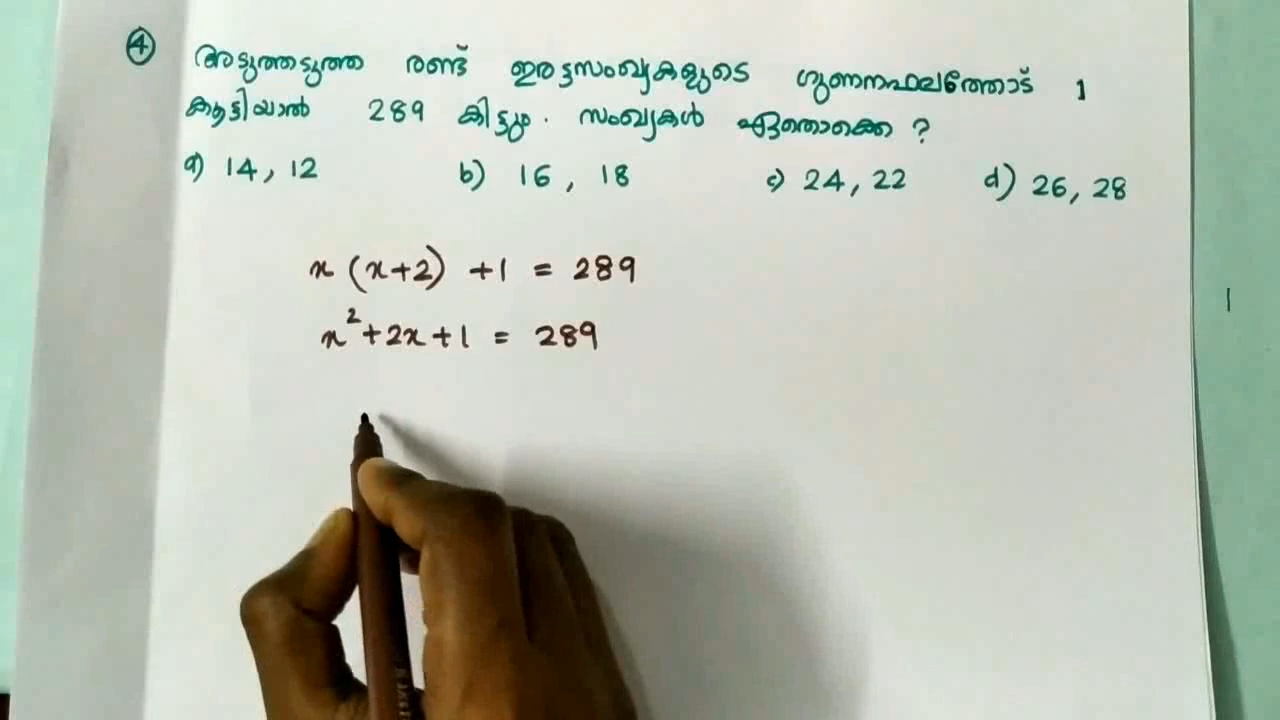 ④ അടുത്തടുത്ത രണ്ട് ഇരട്ടസംഖ്യകളുടെ ഗുണനഫലത്തോട് 1
കൂട്ടിയാൽ 289 കിട്ടും. സംഖ്യകൾ ഏതൊക്കെ ?
a) 14, 12 b) 16, 18 c) 24, 22 d) 26, 28
x (x+2) +1 = 289
x²+2x+1 = 289